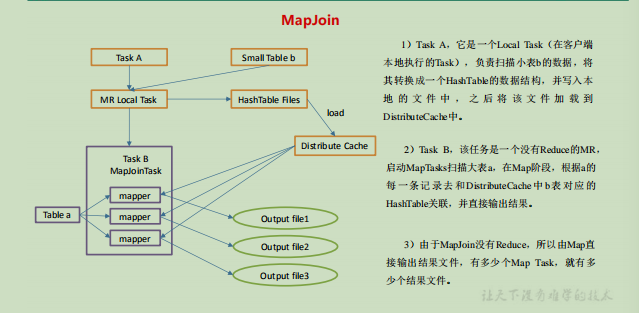 MapJoin
Task A
Small Table b
MR Local Task
HashTable Files
load
Distribute Cache
Task B
MapJoinTask
Table a
mapper
mapper
mapper
Output file1
Output file2
Output file3
1）Task A，它是一个Local Task（在客户端
本地执行的Task），负责扫描小表b的数据，将
其转换成一个HashTable的数据结构，并写入本
地的文件中，之后将该文件加载到
DistributeCache中。
2）Task B，该任务是一个没有Reduce的MR，
启动MapTasks扫描大表a，在Map阶段，根据a的
每一条记录去和DistributeCache中b表对应的
HashTable关联，并直接输出结果。
3）由于MapJoin没有Reduce，所以由Map直
接输出结果文件，有多少个Map Task，就有多
少个结果文件。
让天下没有难学的技术